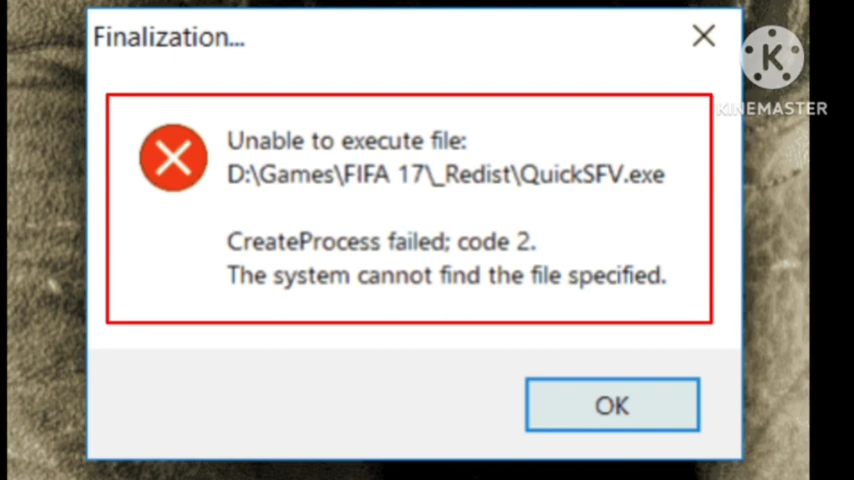 Finalization...
K
KINEMASTER
Unable to execute file:
D:\Games\FIFA 17\_Redist\QuickSFV.exe
CreateProcess failed; code 2.
The system cannot find the file specified.
OK